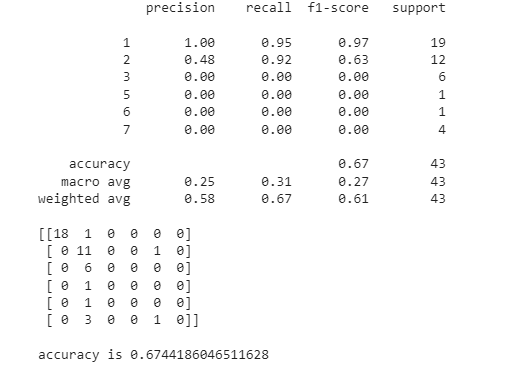 precision recall f1-score support
1 1.00 0.95 0.97 19
2 0.48 0.92 0.63 12
3 0.00 0.00 0.00 6
5 0.00 0.00 0.00 1
6 0.00 0.00 0.00 1
7 0.00 0.00 0.00 4
accuracy 0.67 43
macro avg 0.25 0.31 0.27 43
weighted avg 0.58 0.67 0.61 43
[[18 1 0 0 0 0]
[ 0 11 0 0 1 0]
[ 0 6 0 0 0 0]
[ 0 1 0 0 0 0]
[ 0 1 0 0 0 0]
[ 0 3 0 0 1 0]]
accuracy is 0.6744186046511628